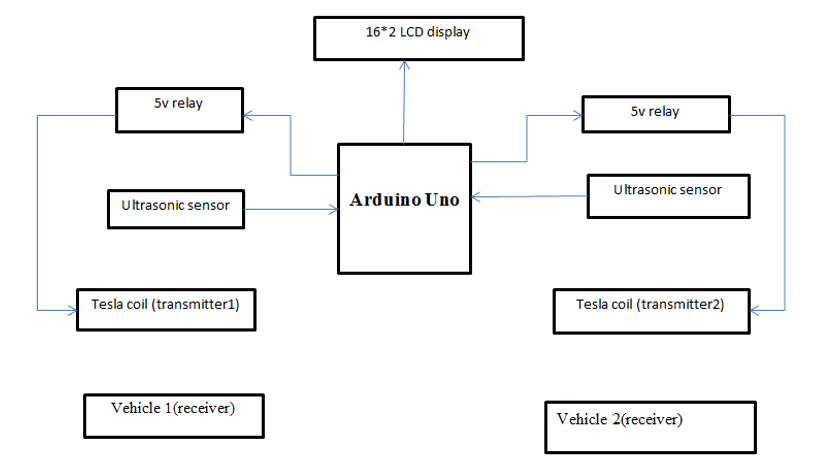 16*2 LCD display
5v relay
5v relay
Arduino Uno
Ultrasonic sensor
Ultrasonic sensor
Tesla coil (transmitter1)
Tesla coil (transmitter2)
Vehicle 1(receiver)
Vehicle 2(receiver)